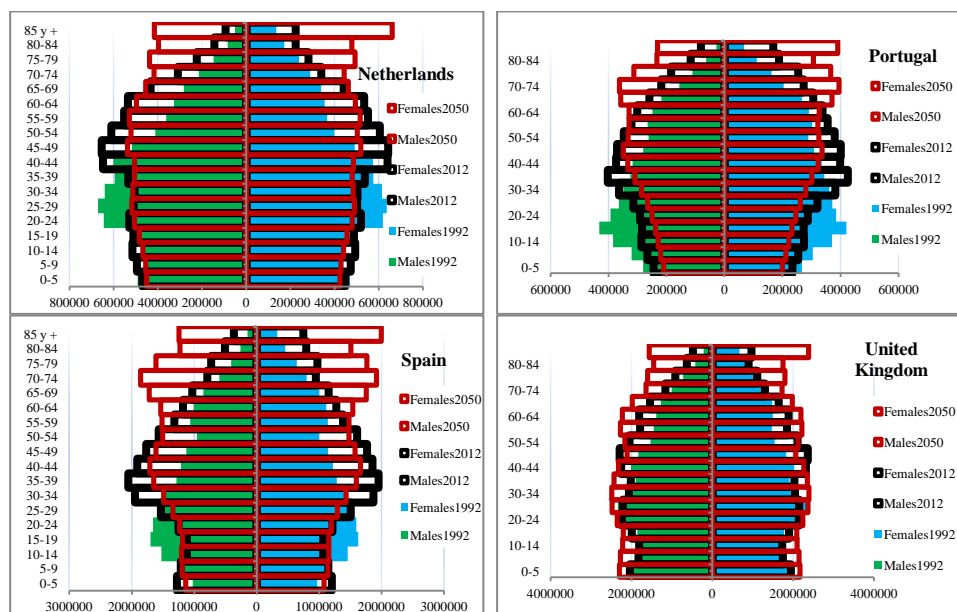 Netherlands
85 y +
80-84
75-79
70-74
65-69
60-64
55-59
50-54
45-49
40-44
35-39
30-34
25-29
20-24
15-19
10-14
5-9
0-5
8000000 6000000 4000000 2000000 0 2000000 4000000 6000000 8000000
Females2050
Males2050
Females2012
Males2012
Females1992
Males1992
Portugal
80-84
70-74
60-64
50-54
40-44
30-34
20-24
10-14
0-5
600000 400000 200000 0 200000 400000 600000
Females2050
Males2050
Females2012
Males2012
Females1992
Males1992
Spain
85 y +
80-84
75-79
70-74
65-69
60-64
55-59
50-54
45-49
40-44
35-39
30-34
25-29
20-24
15-19
10-14
5-9
0-5
3000000 2000000 1000000 0 1000000 2000000 3000000
Females2050
Males2050
Females2012
Males2012
Females1992
Males1992
United
Kingdom
80-84
70-74
60-64
50-54
40-44
30-34
20-24
10-14
0-5
4000000 2000000 0 2000000 4000000
Females2050
Males2050
Females2012
Males2012
Females1992
Males1992